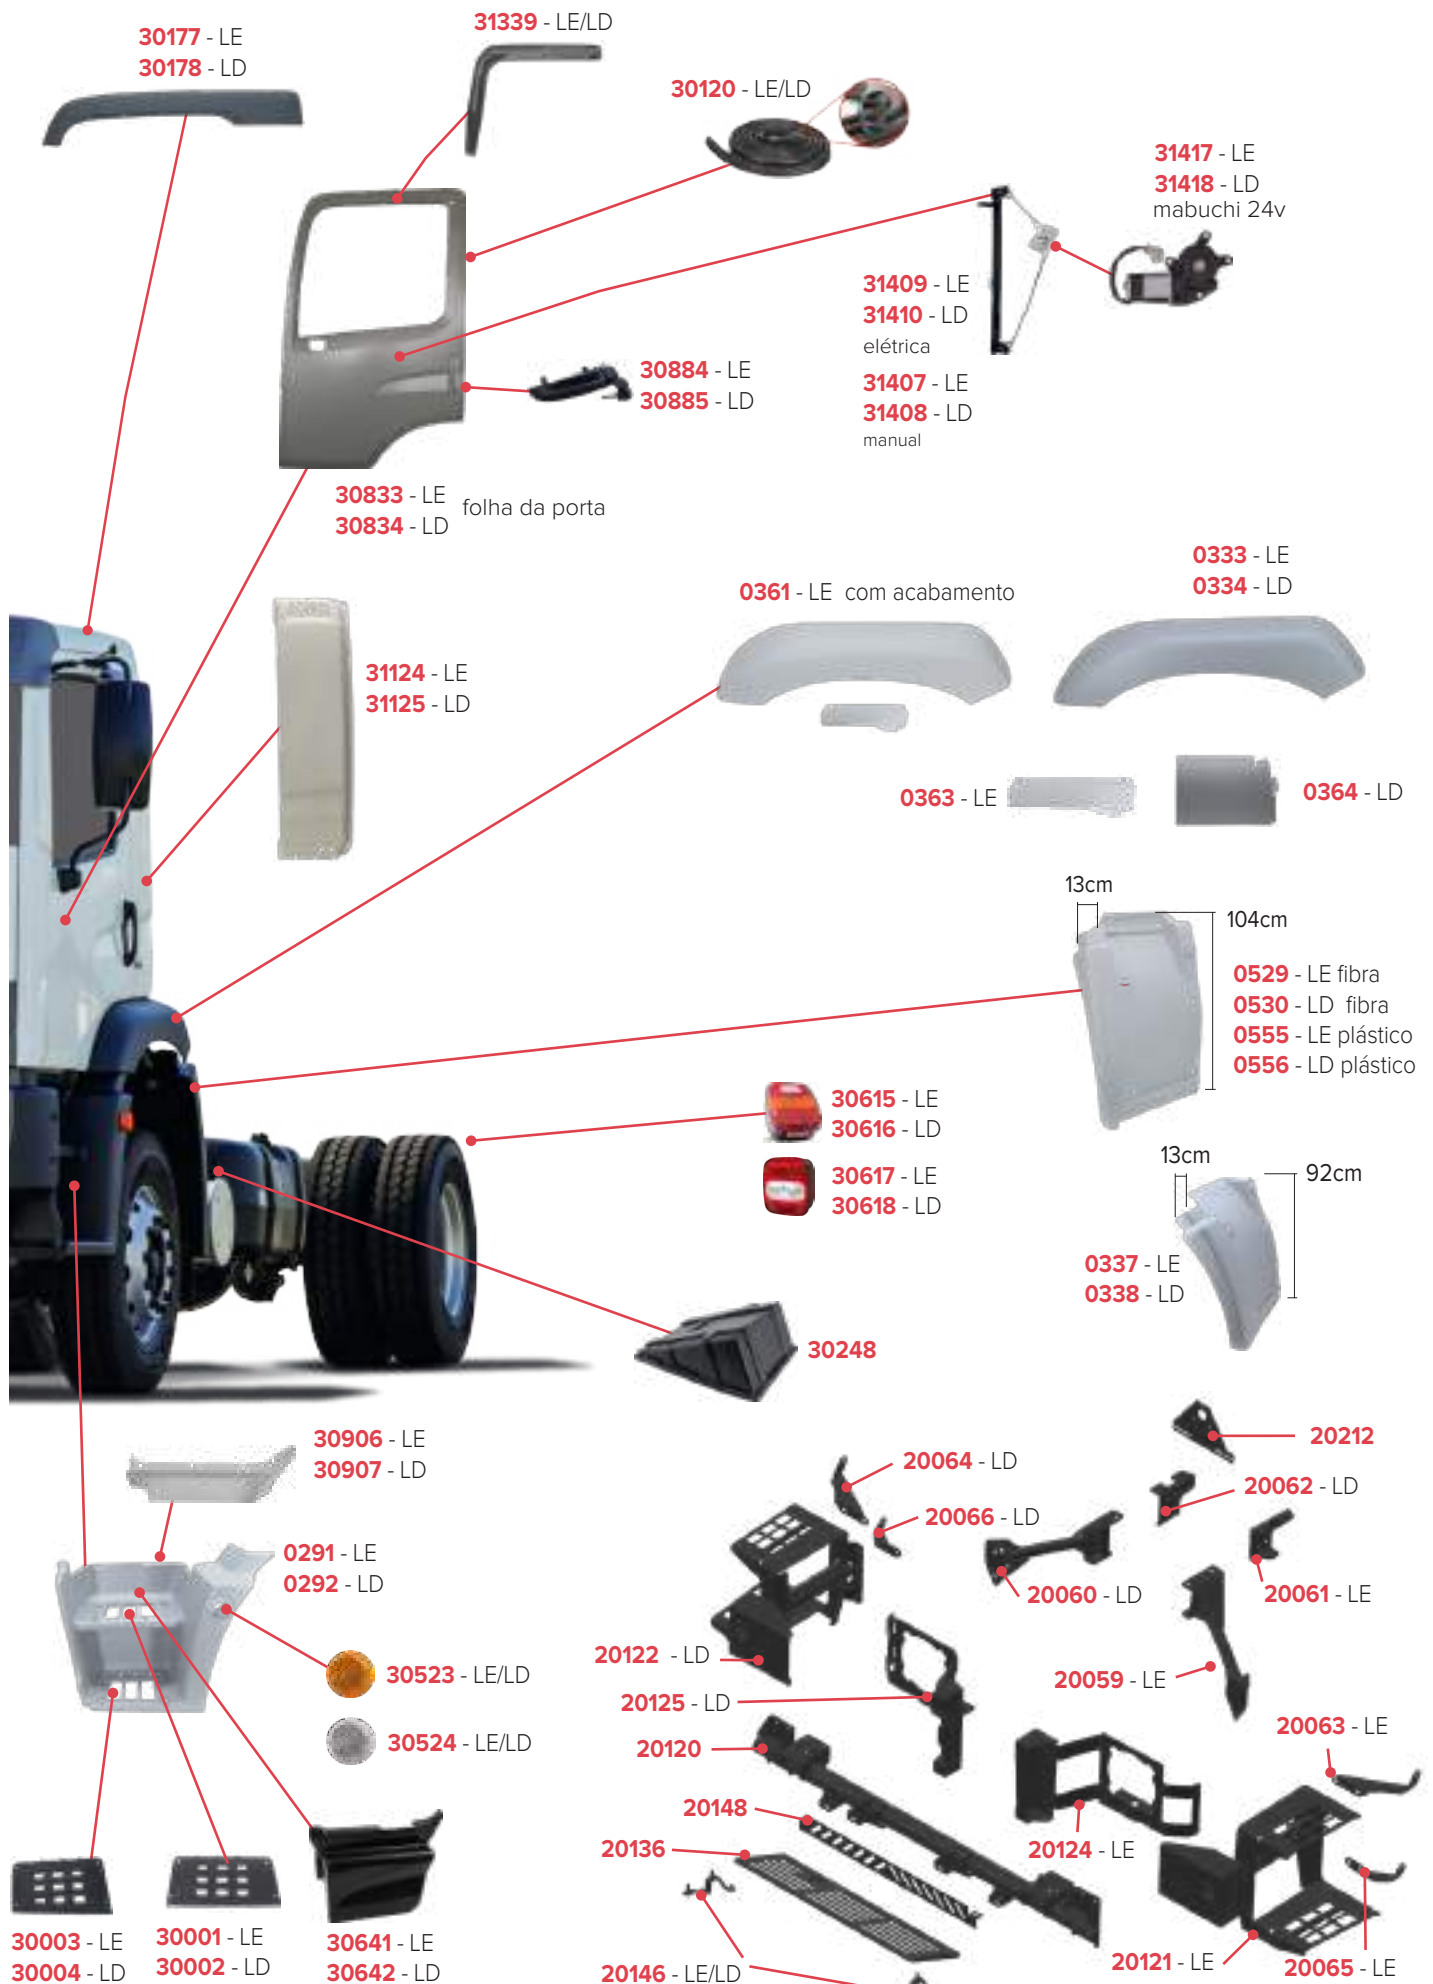 30177 - LE
30178 - LD
31339 - LE/LD
30120 - LE/LD
31417 - LE
31418 - LD
mabuchi 24v
31409 - LE
31410 - LD
elétrica
31407 - LE
31408 - LD
manual
30884 - LE
30885 - LD
30833 - LE
30834 - LD
folha da porta
0333 - LE
0334 - LD
0361 - LE com acabamento
31124 - LE
31125 - LD
0363 - LE
0364 - LD
13cm
104cm
0529 - LE fibra
0530 - LD fibra
0555 - LE plástico
0556 - LD plástico
30615 - LE
30616 - LD
30617 - LE
30618 - LD
13cm
92cm
0337 - LE
0338 - LD
30248
30906 - LE
30907 - LD
20212
20064 - LD
20062 - LD
20066 - LD
0291 - LE
0292 - LD
20060 - LD
20061 - LE
20122 - LD
30523 - LE/LD
20059 - LE
20125 - LD
20063 - LE
30524 - LE/LD
20120
20148
20136
20124 - LE
30003 - LE
30004 - LD
30001 - LE
30002 - LD
30641 - LE
30642 - LD
20146 - LE/LD
20121 - LE
20065 - LE